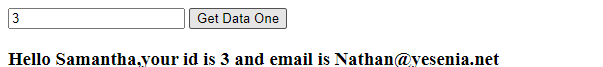 3 Get Data One
Hello Samantha,your id is 3 and email is Nathan@yesenia.net